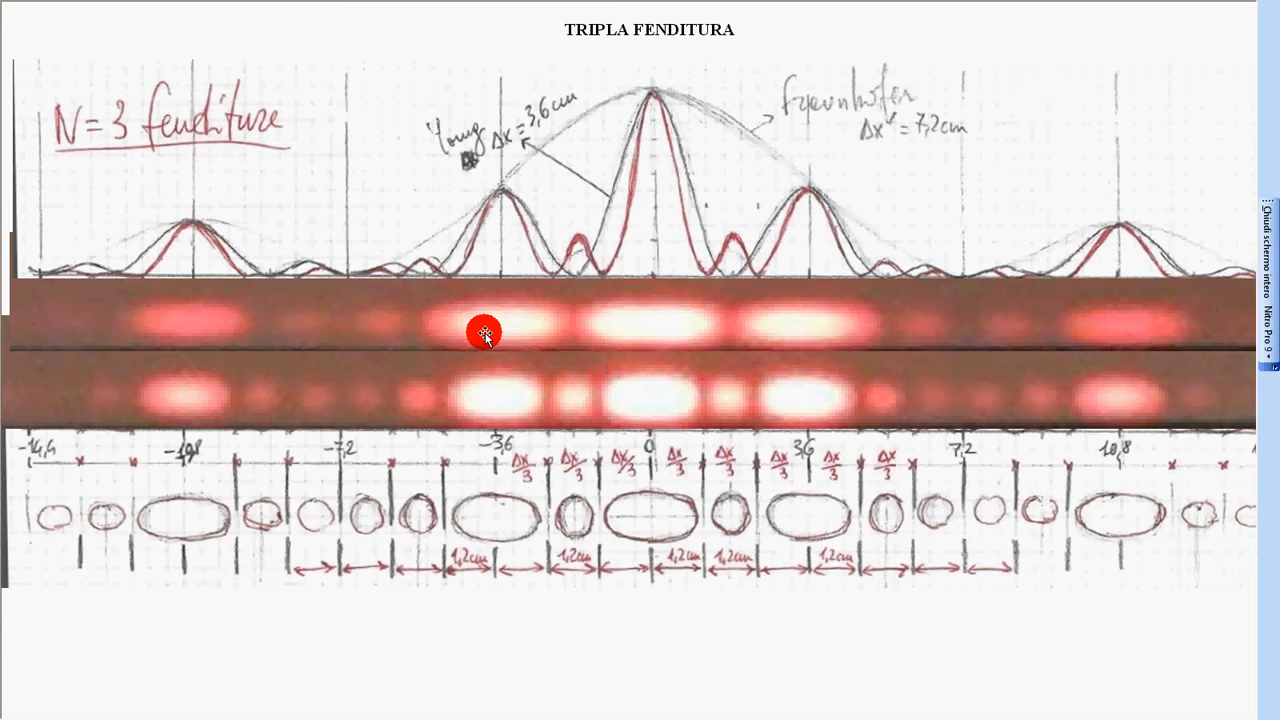 TRIPLA FENDITURA
N=3 fenditure
Young Δx = 3,6cm
Fraunhofer
Δx' = 7,2cm
-14,4 -10,8 -7,2 -3,6 0 3,6 7,2 10,8
Δx/3 Δx/3 Δx/3 Δx/3 Δx/3 Δx/3 Δx/3 Δx/3
1,2cm 1,2cm 1,2cm 1,2cm 1,2cm
Chiudi schermo intero
Nitro Pro 9